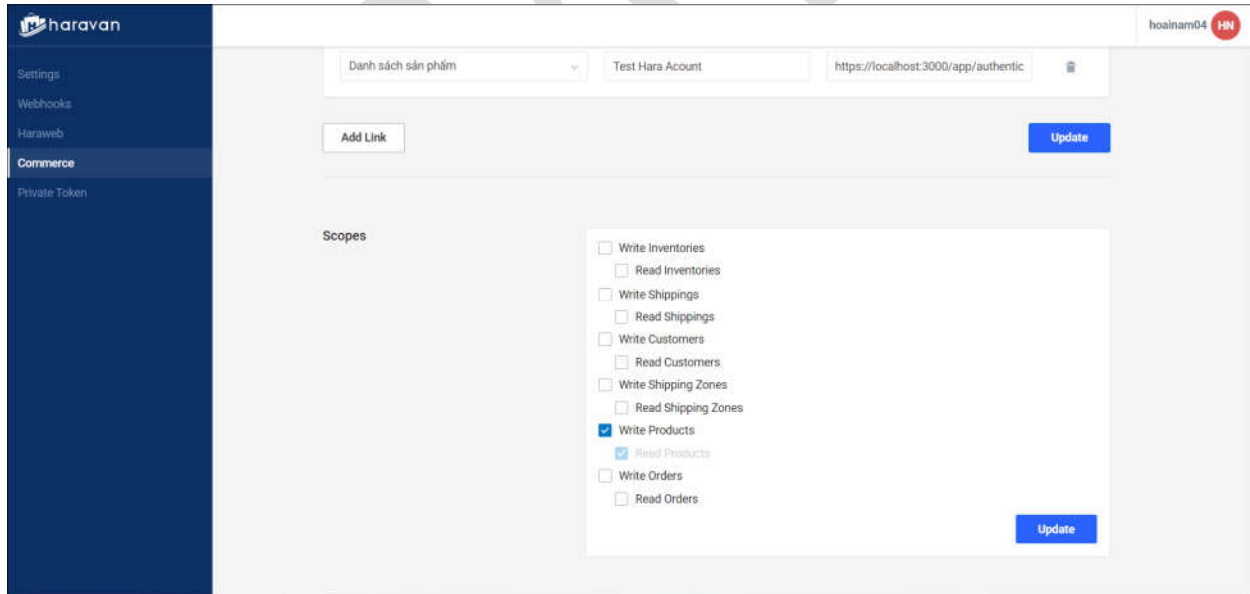 haravan
hoainam04 HN
Settings
Webhooks
Haraweb
Commerce
Private Token
Danh sách sản phẩm
Test Hara Acount
https://localhost:3000/app/authentic
Add Link
Update
Scopes
Write Inventories
Read Inventories
Write Shippings
Read Shippings
Write Customers
Read Customers
Write Shipping Zones
Read Shipping Zones
Write Products
Read Products
Write Orders
Read Orders
Update